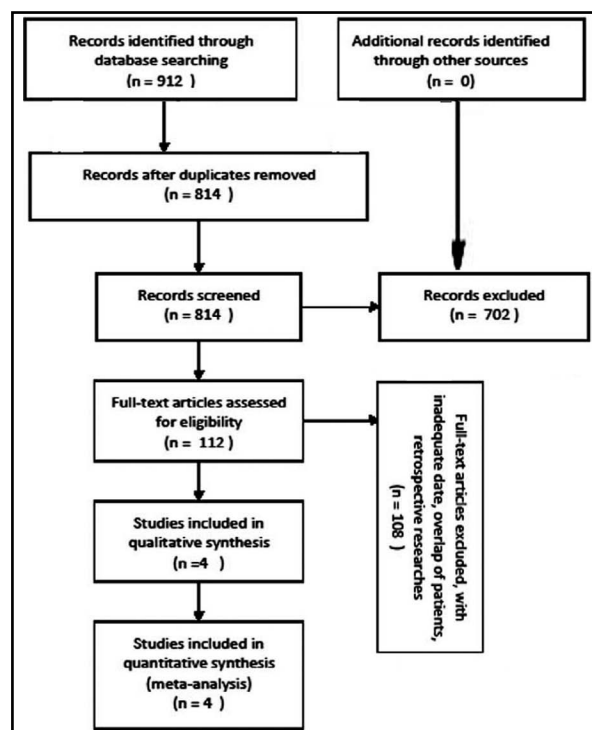 Records identified through
database searching
(n = 912 )
Additional records identified
through other sources
(n = 0)
Records after duplicates removed
(n = 814 )
Records screened
(n = 814 )
Records excluded
(n = 702 )
Full-text articles assessed
for eligibility
(n = 112 )
Full-text articles excluded, with
inadequate date, overlap of patients,
retrospective researches
(n = 108 )
Studies included in
qualitative synthesis
(n =4 )
Studies included in
quantitative synthesis
(meta-analysis)
(n = 4 )